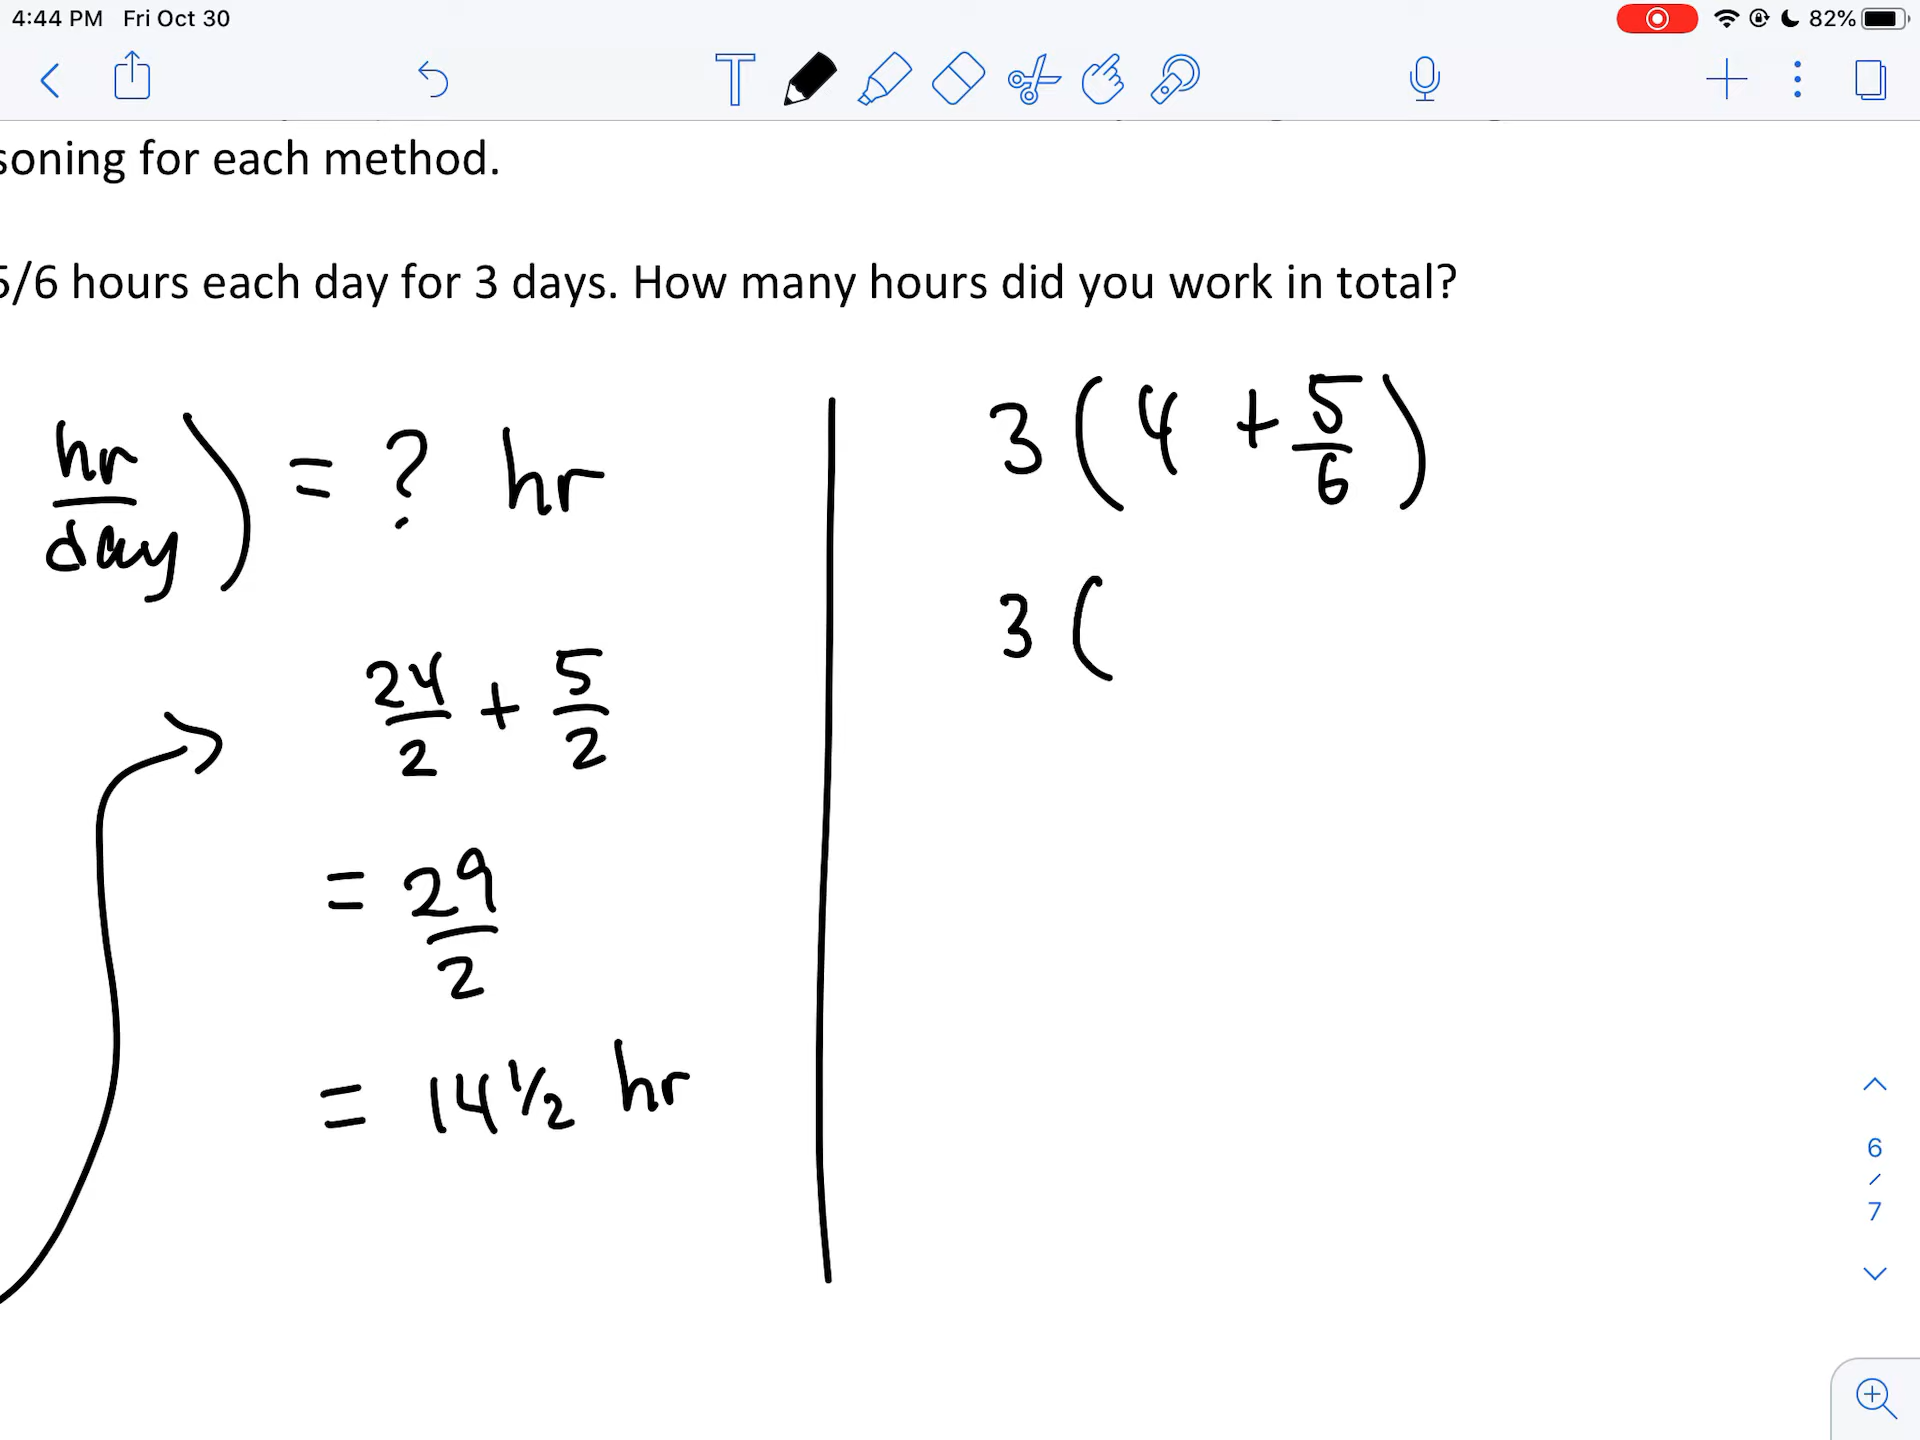 4:44 PM Fri Oct 30 82%
T
soning for each method.
5/6 hours each day for 3 days. How many hours did you work in total?
hr/day ) = ? hr
24/2 + 5/2
= 29/2
= 14 1/2 hr
3 ( 4 + 5/6 )
3 (
6
/
7